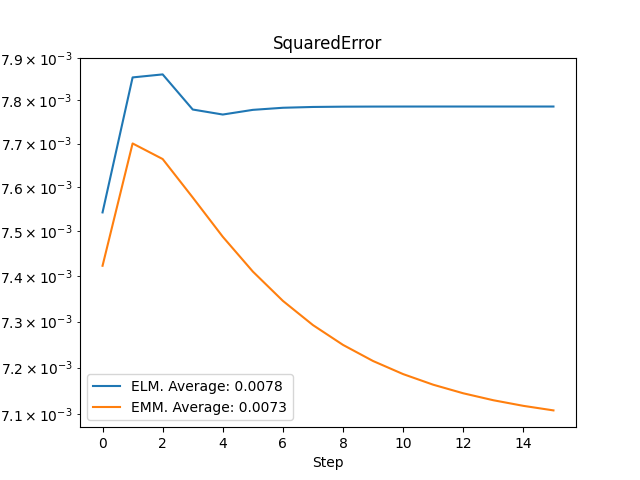 SquaredError
7.9 × 10⁻³
7.8 × 10⁻³
7.7 × 10⁻³
7.6 × 10⁻³
7.5 × 10⁻³
7.4 × 10⁻³
7.3 × 10⁻³
7.2 × 10⁻³
7.1 × 10⁻³
ELM. Average: 0.0078
EMM. Average: 0.0073
0 2 4 6 8 10 12 14
Step